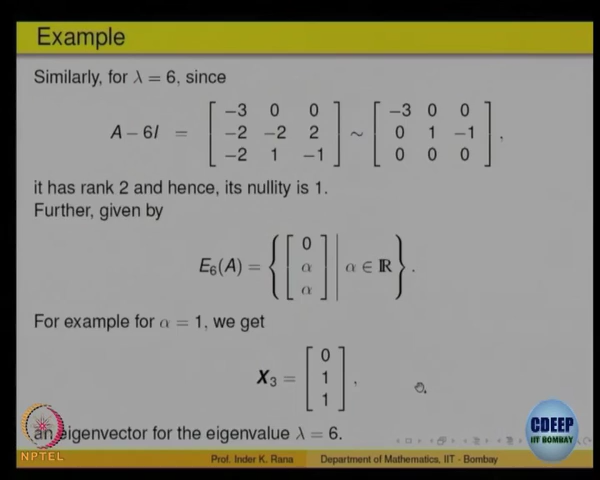 Example
Similarly, for λ = 6, since
A − 6I = [ −3 0 0 ; −2 −2 2 ; −2 1 −1 ] ∼ [ −3 0 0 ; 0 1 −1 ; 0 0 0 ],
it has rank 2 and hence, its nullity is 1.
Further, given by
E₆(A) = { [ 0 ; α ; α ] | α ∈ ℝ }.
For example for α = 1, we get
X₃ = [ 0 ; 1 ; 1 ],
an eigenvector for the eigenvalue λ = 6.
NPTEL
CDEEP
IIT BOMBAY
Prof. Inder K. Rana Department of Mathematics, IIT - Bombay